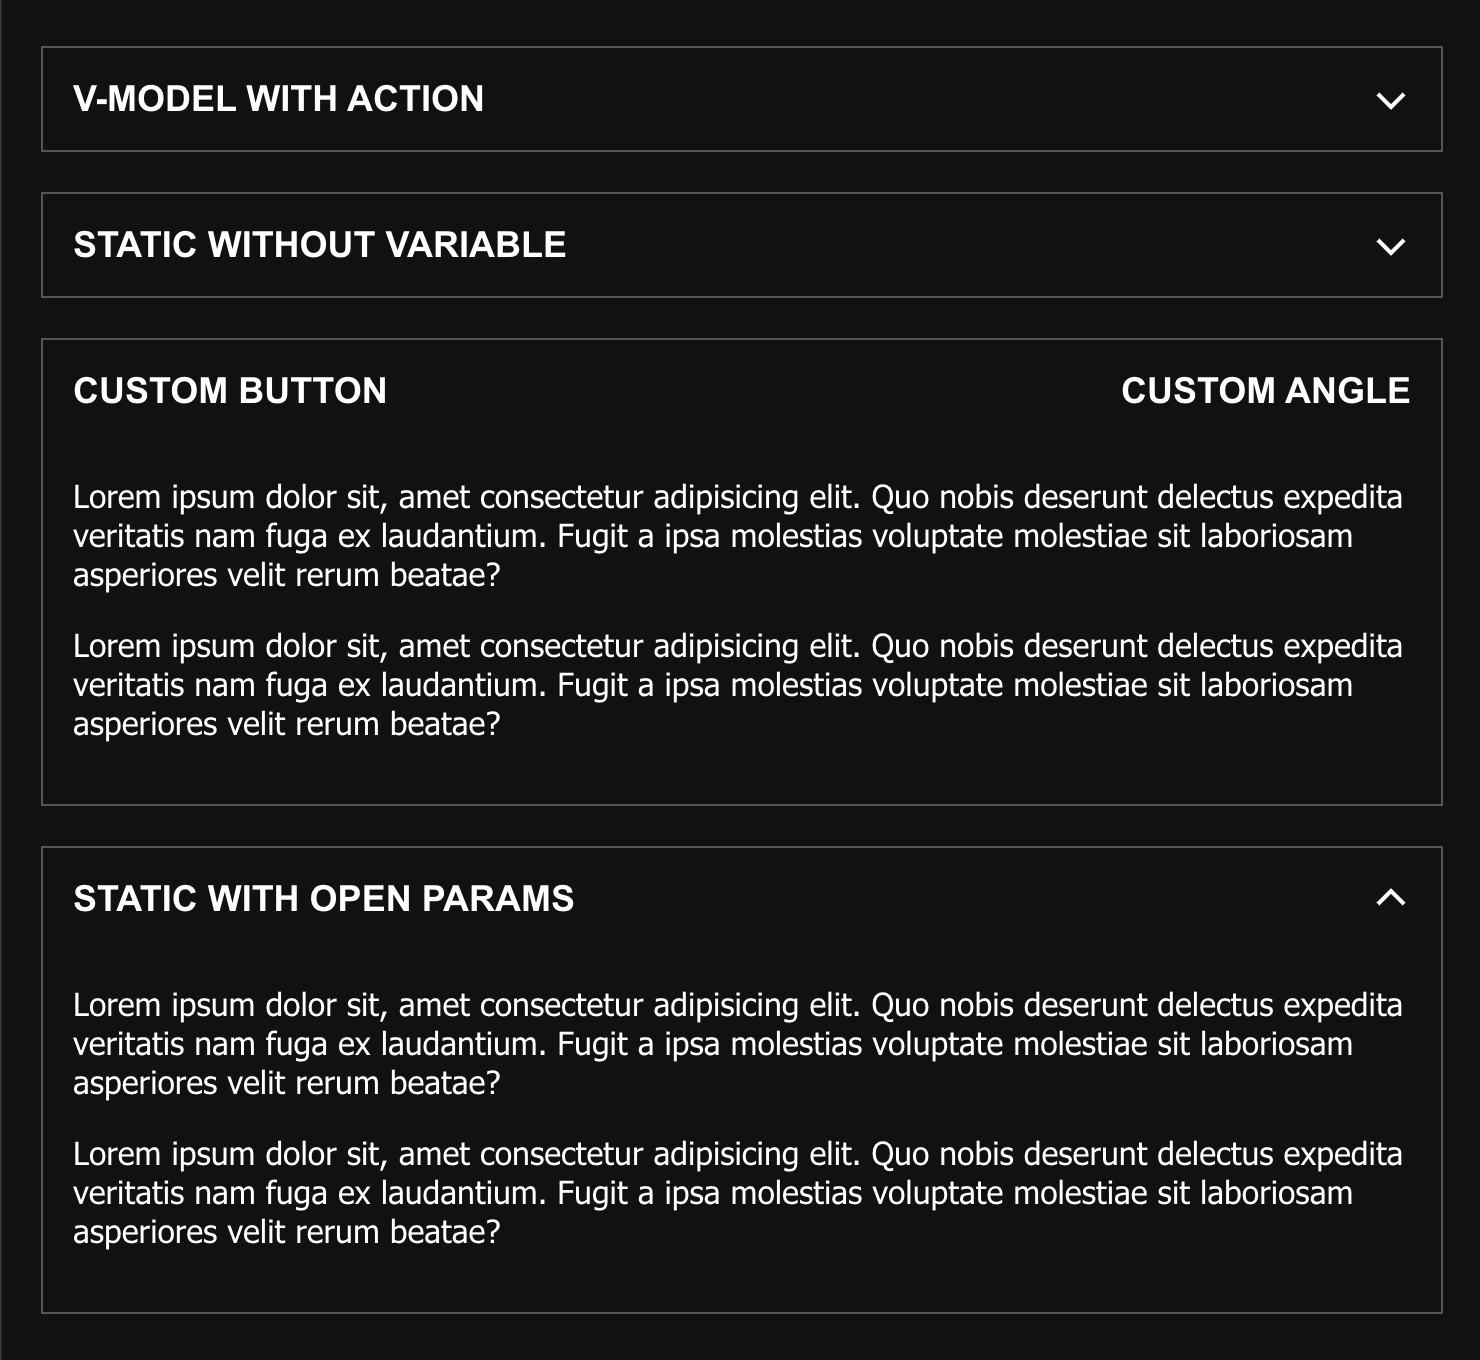 V-MODEL WITH ACTION
STATIC WITHOUT VARIABLE
CUSTOM BUTTON
CUSTOM ANGLE
Lorem ipsum dolor sit, amet consectetur adipisicing elit. Quo nobis deserunt delectus expedita
veritatis nam fuga ex laudantium. Fugit a ipsa molestias voluptate molestiae sit laboriosam
asperiores velit rerum beatae?
Lorem ipsum dolor sit, amet consectetur adipisicing elit. Quo nobis deserunt delectus expedita
veritatis nam fuga ex laudantium. Fugit a ipsa molestias voluptate molestiae sit laboriosam
asperiores velit rerum beatae?
STATIC WITH OPEN PARAMS
Lorem ipsum dolor sit, amet consectetur adipisicing elit. Quo nobis deserunt delectus expedita
veritatis nam fuga ex laudantium. Fugit a ipsa molestias voluptate molestiae sit laboriosam
asperiores velit rerum beatae?
Lorem ipsum dolor sit, amet consectetur adipisicing elit. Quo nobis deserunt delectus expedita
veritatis nam fuga ex laudantium. Fugit a ipsa molestias voluptate molestiae sit laboriosam
asperiores velit rerum beatae?